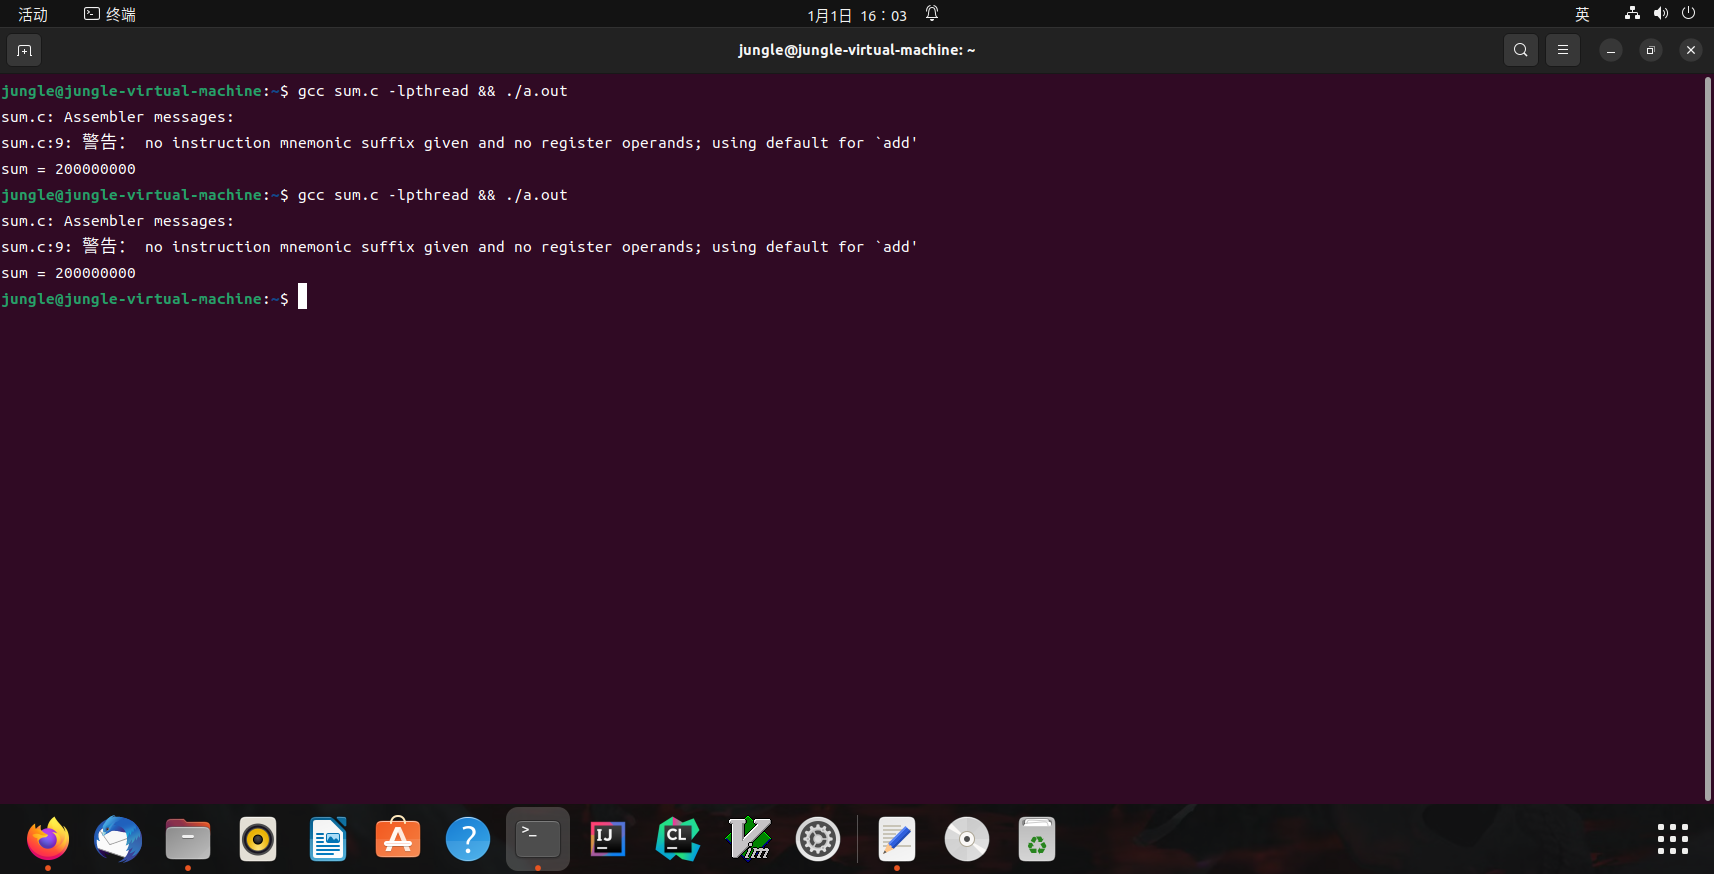 活动 终端 1月1日 16：03 英
jungle@jungle-virtual-machine: ~
jungle@jungle-virtual-machine:~$ gcc sum.c -lpthread && ./a.out
sum.c: Assembler messages:
sum.c:9: 警告： no instruction mnemonic suffix given and no register operands; using default for `add'
sum = 200000000
jungle@jungle-virtual-machine:~$ gcc sum.c -lpthread && ./a.out
sum.c: Assembler messages:
sum.c:9: 警告： no instruction mnemonic suffix given and no register operands; using default for `add'
sum = 200000000
jungle@jungle-virtual-machine:~$
>_ IJ CL Vim